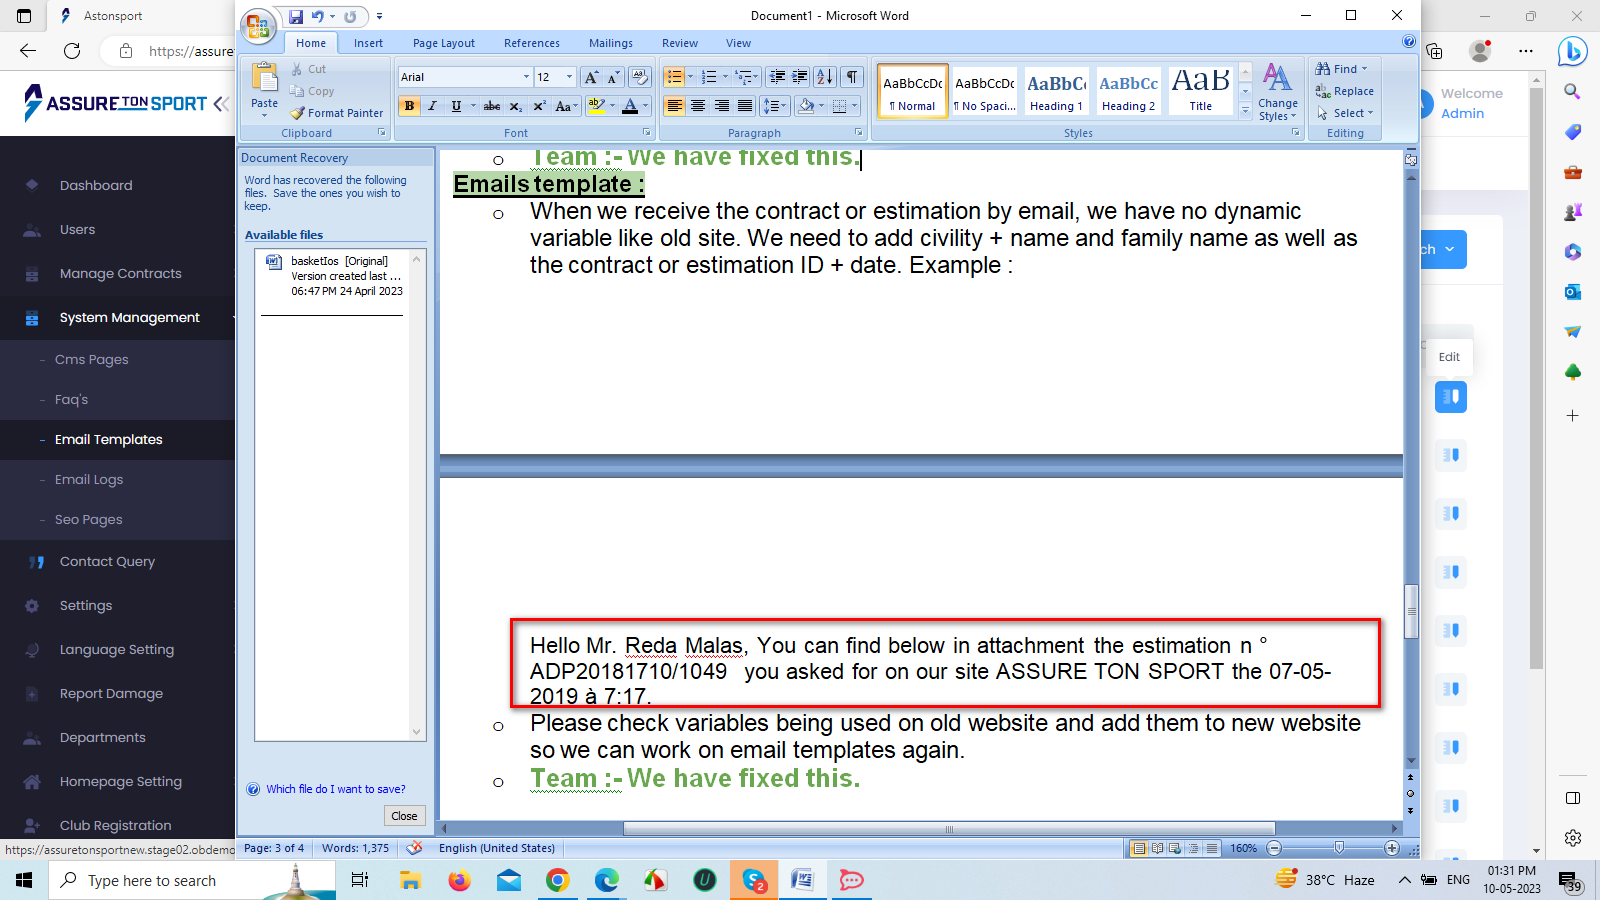 Astonsport
https://assure
ASSURE TON SPORT
Dashboard
Users
Manage Contracts
System Management
Cms Pages
Faq's
Email Templates
Email Logs
Seo Pages
Contact Query
Settings
Language Setting
Report Damage
Departments
Homepage Setting
Club Registration
https://assuretonsportnew.stage02.obdemo
Document1 - Microsoft Word
Home Insert Page Layout References Mailings Review View
Paste
Cut
Copy
Format Painter
Clipboard
Arial 12
Font
Paragraph
AaBbCcDc AaBbCcDc AaBbCc AaBbCc AaB
¶ Normal ¶ No Spaci... Heading 1 Heading 2 Title
Change Styles
Styles
Find
Replace
Select
Editing
Document Recovery
Word has recovered the following
files. Save the ones you wish to
keep.
Available files
basketIos [Original]
Version created last ...
06:47 PM 24 April 2023
Which file do I want to save?
Close
Team :- We have fixed this.
Emails template :
o When we receive the contract or estimation by email, we have no dynamic
variable like old site. We need to add civility + name and family name as well as
the contract or estimation ID + date. Example :
Hello Mr. Reda Malas, You can find below in attachment the estimation n °
ADP20181710/1049 you asked for on our site ASSURE TON SPORT the 07-05-
2019 à 7:17.
o Please check variables being used on old website and add them to new website
so we can work on email templates again.
o Team :- We have fixed this.
Page: 3 of 4 Words: 1,375 English (United States) 160%
Welcome
Admin
ch
Edit
Type here to search
2
38°C Haze
ENG
01:31 PM
10-05-2023
39